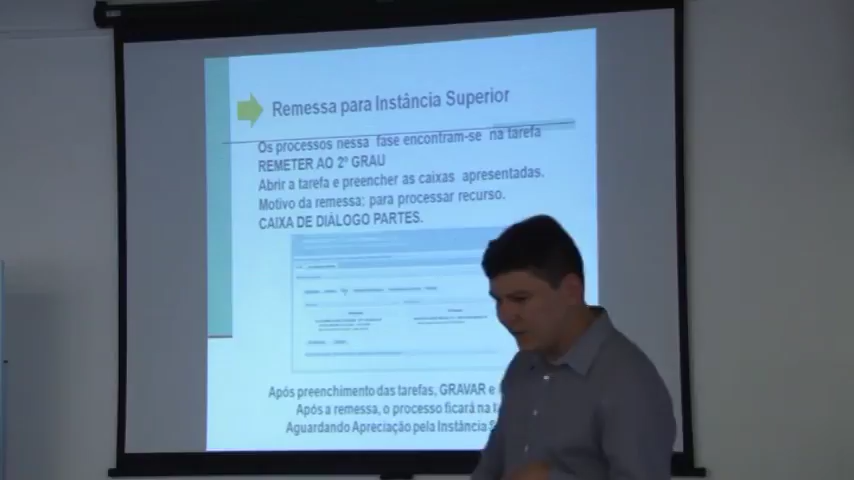 Remessa para Instância Superior
Os processos nessa fase encontram-se na tarefa
REMETER AO 2º GRAU
Abrir a tarefa e preencher as caixas apresentadas.
Motivo da remessa; para processar recurso.
CAIXA DE DIÁLOGO PARTES.
Após preenchimento das tarefas, GRAVAR e
Após a remessa, o processo ficará na
Aguardando Apreciação pela Instância